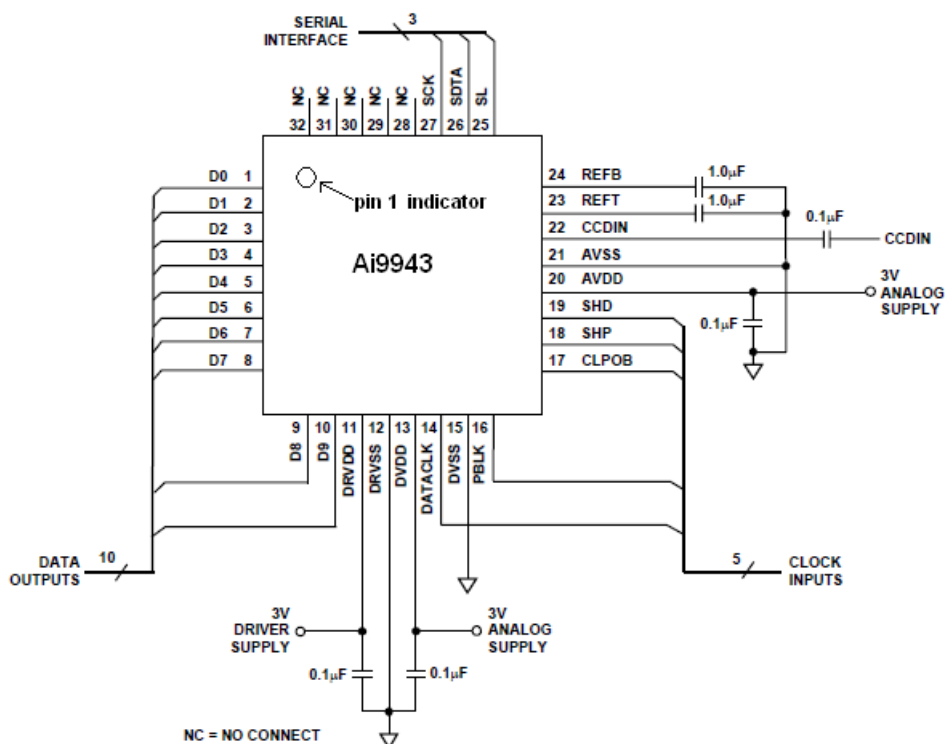 SERIAL
INTERFACE
3
NC
NC
NC
NC
NC
SCK
SDTA
SL
32
31
30
29
28
27
26
25
D0 1
D1 2
D2 3
D3 4
D4 5
D5 6
D6 7
D7 8
pin 1 indicator
Ai9943
24 REFB
23 REFT
22 CCDIN
21 AVSS
20 AVDD
19 SHD
18 SHP
17 CLPOB
1.0μF
1.0μF
0.1μF
CCDIN
3V
ANALOG
SUPPLY
0.1μF
9
10
11
12
13
14
15
16
D8
D9
DRVDD
DRVSS
DVDD
DATACLK
DVSS
PBLK
DATA
OUTPUTS
10
5
CLOCK
INPUTS
3V
DRIVER
SUPPLY
3V
ANALOG
SUPPLY
0.1μF
0.1μF
NC = NO CONNECT